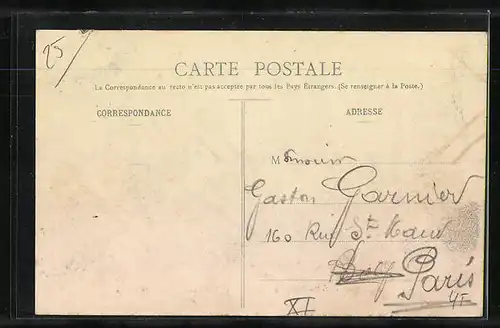 25
CARTE POSTALE
La Correspondance au recto n'est pas acceptée par tous les Pays Étrangers. (Se renseigner à la Poste.)
CORRESPONDANCE
ADRESSE
Monsieur
Gaston Garnier
160 Rue St Maur
Paris
XI
4F